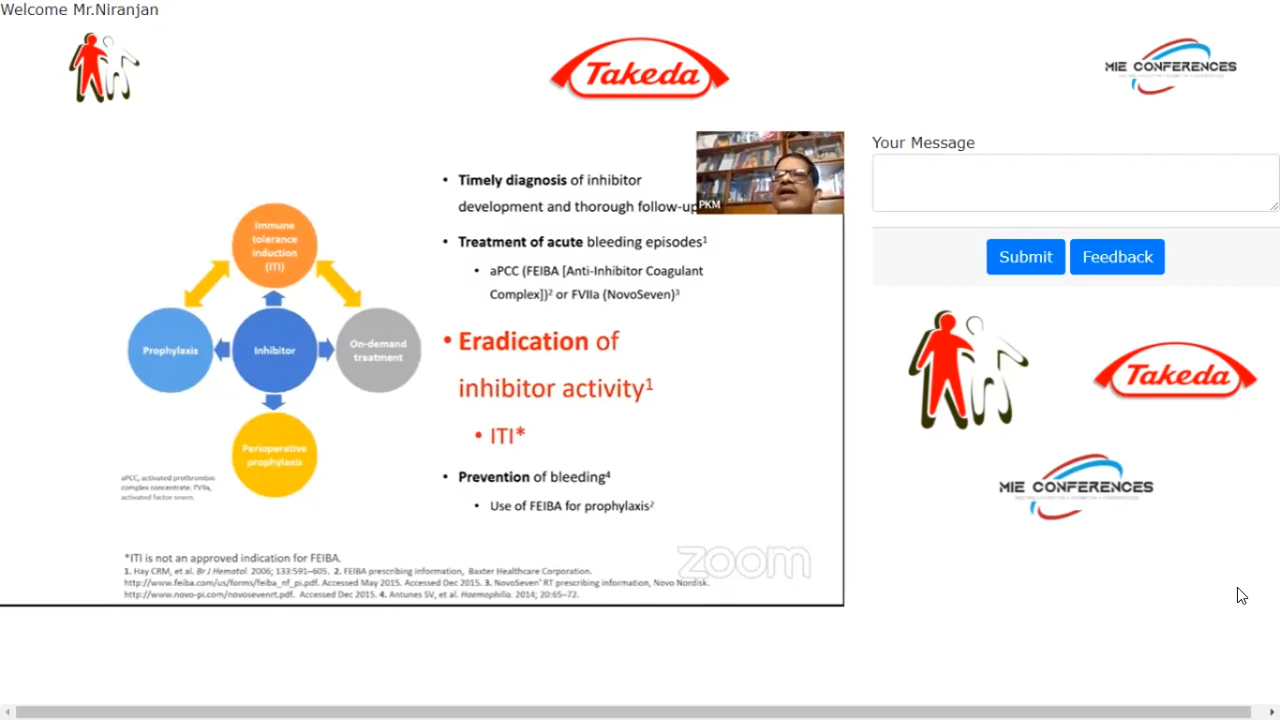 Welcome Mr.Niranjan
Takeda
MIE CONFERENCES
Your Message
PKM
• Timely diagnosis of inhibitor
development and thorough follow-up
• Treatment of acute bleeding episodes¹
• aPCC (FEIBA [Anti-Inhibitor Coagulant
Complex])² or FVIIa (NovoSeven)³
• Eradication of
inhibitor activity¹
• ITI*
• Prevention of bleeding⁴
• Use of FEIBA for prophylaxis²
Immune
tolerance
induction
(ITI)
Prophylaxis
Inhibitor
On-demand
treatment
Perioperative
prophylaxis
aPCC, activated prothrombin
complex concentrate; FVIIa,
activated factor seven.
*ITI is not an approved indication for FEIBA.
1. Hay CRM, et al. Br J Hematol. 2006; 133:591–605. 2. FEIBA prescribing information, Baxter Healthcare Corporation.
http://www.feiba.com/us/forms/feiba_nf_pi.pdf. Accessed May 2015. Accessed Dec 2015. 3. NovoSeven® RT prescribing information, Novo Nordisk.
http://www.novo-pi.com/novosevenrt.pdf. Accessed Dec 2015. 4. Antunes SV, et al. Haemophilia. 2014; 20:65–72.
zoom
Submit
Feedback
Takeda
MIE CONFERENCES